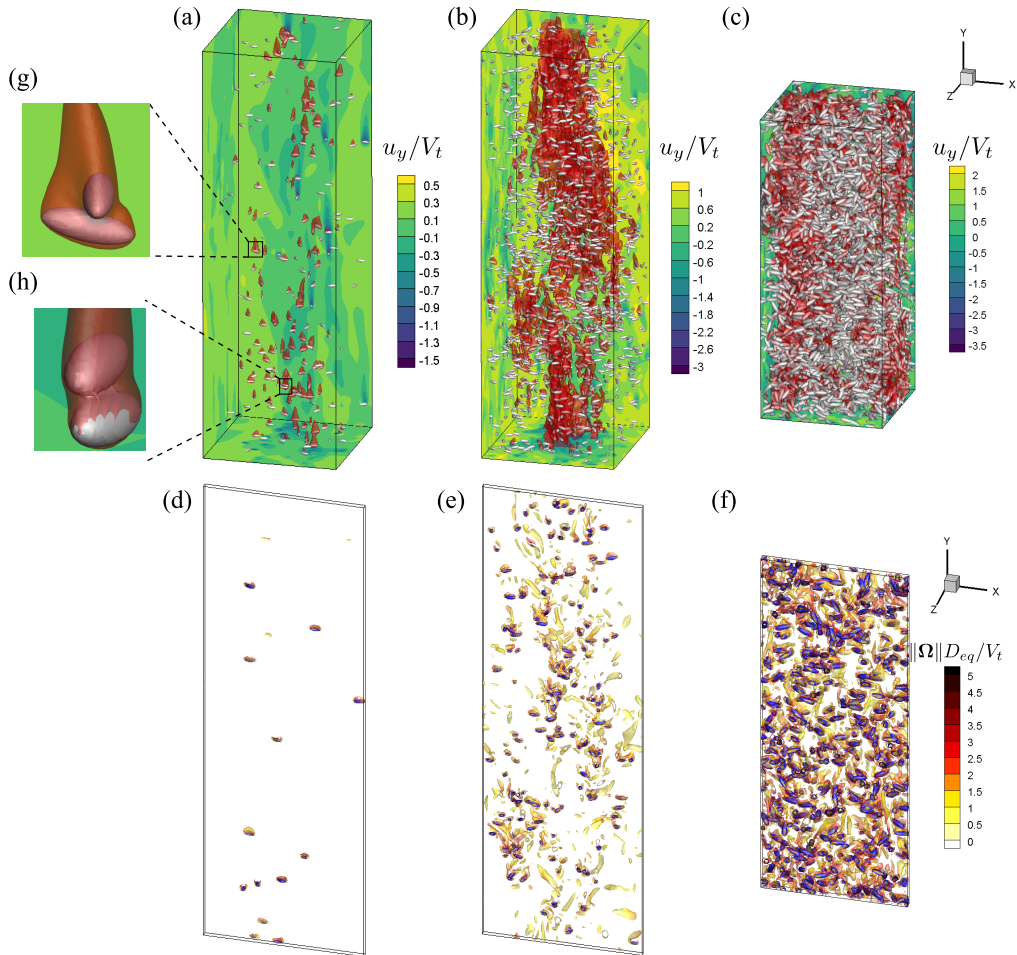 (a)
(b)
(c)
(g)
(h)
u_y/V_t
0.5
0.3
0.1
-0.1
-0.3
-0.5
-0.7
-0.9
-1.1
-1.3
-1.5
u_y/V_t
1
0.6
0.2
-0.2
-0.6
-1
-1.4
-1.8
-2.2
-2.6
-3
Y
X
Z
u_y/V_t
2
1.5
1
0.5
0
-0.5
-1
-1.5
-2
-2.5
-3
-3.5
(d)
(e)
(f)
Y
X
Z
‖Ω‖D_{eq}/V_t
5
4.5
4
3.5
3
2.5
2
1.5
1
0.5
0